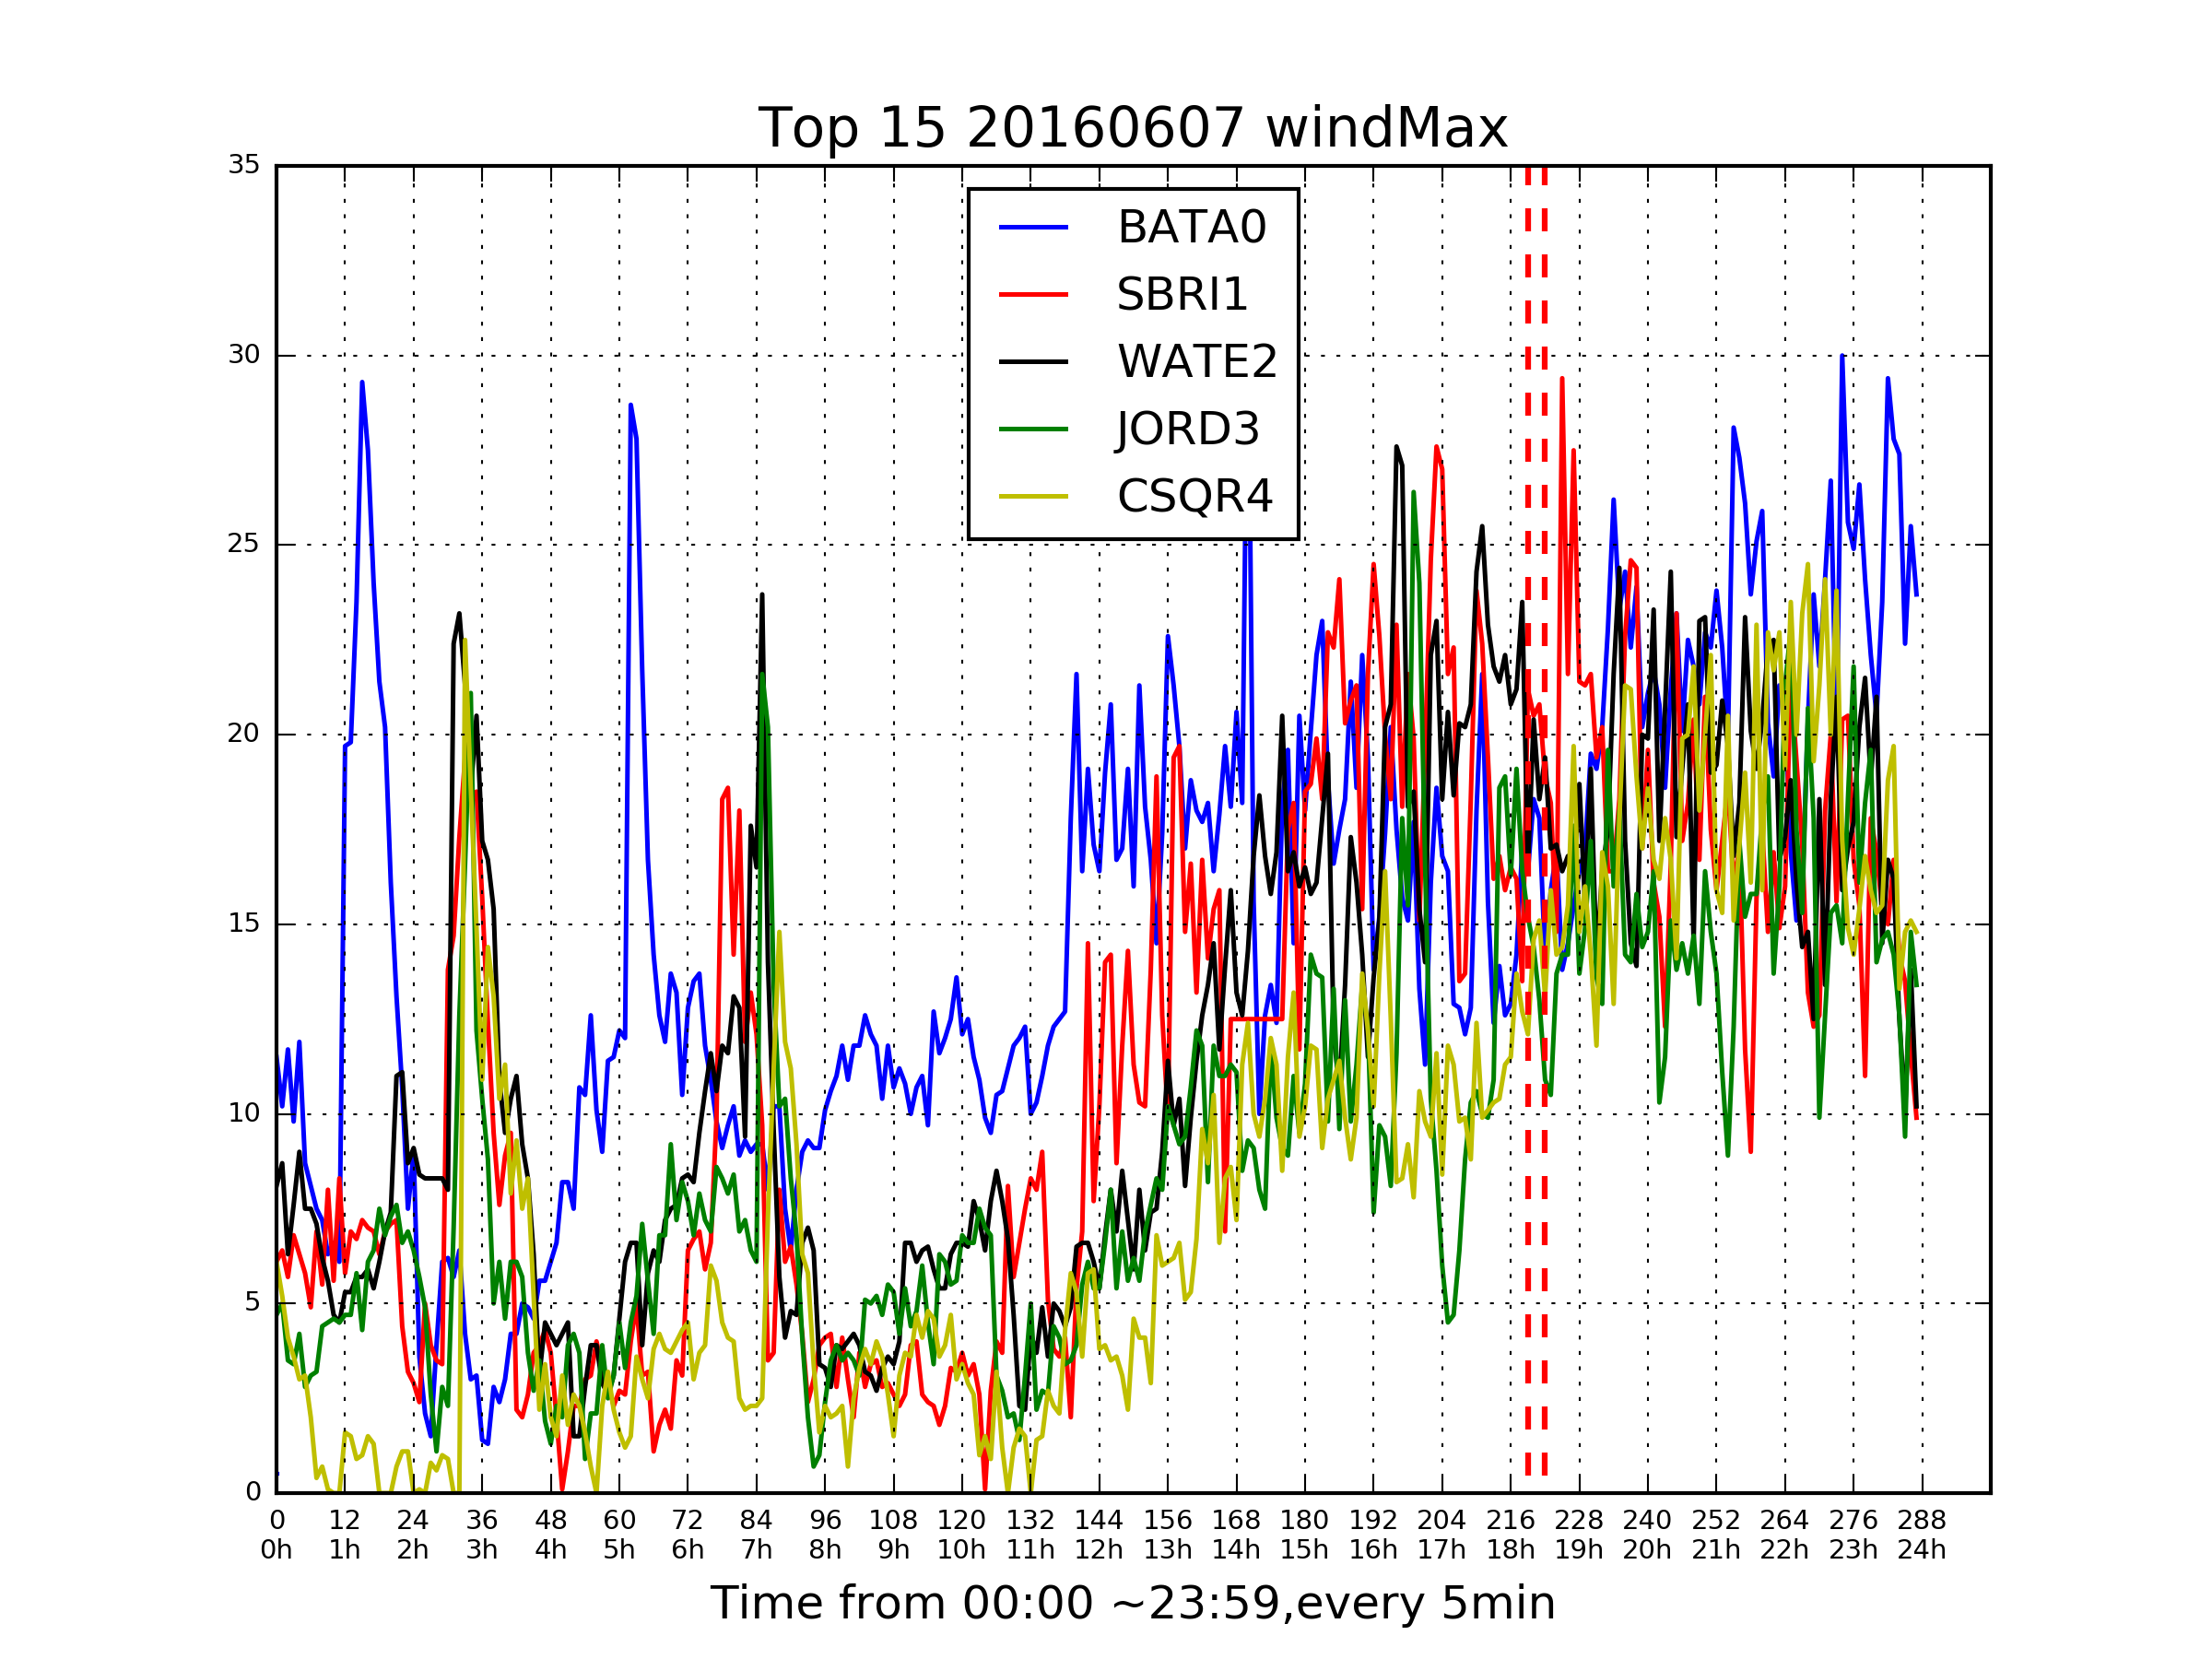 Top 15 20160607 windMax
35
30
25
20
15
10
5
0
BATA0
SBRI1
WATE2
JORD3
CSQR4
0 12 24 36 48 60 72 84 96 108 120 132 144 156 168 180 192 204 216 228 240 252 264 276 288
0h 1h 2h 3h 4h 5h 6h 7h 8h 9h 10h 11h 12h 13h 14h 15h 16h 17h 18h 19h 20h 21h 22h 23h 24h
Time from 00:00 ~23:59,every 5min